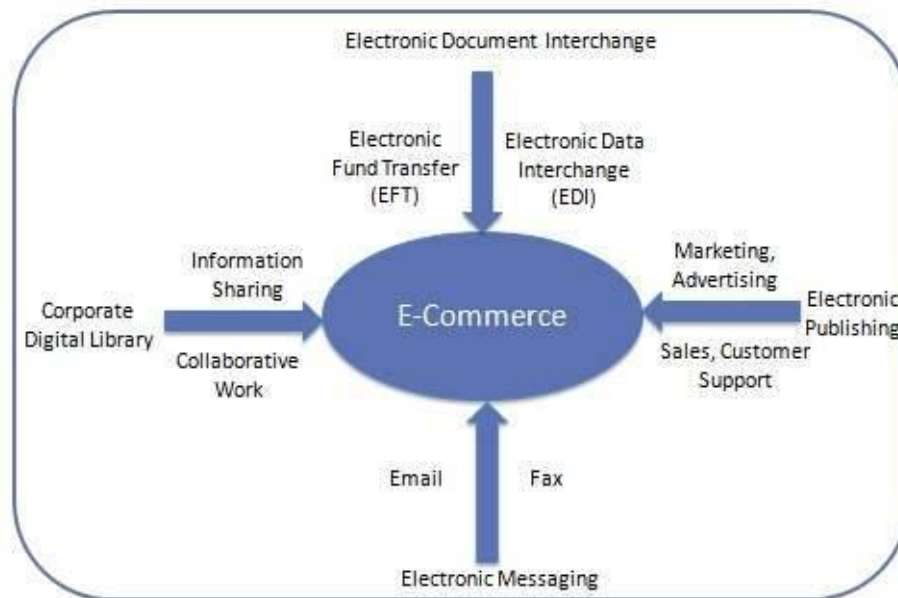 Electronic Document Interchange
Electronic
Fund Transfer
(EFT)
Electronic Data
Interchange
(EDI)
Information
Sharing
Marketing,
Advertising
Corporate
Digital Library
E-Commerce
Electronic
Publishing
Collaborative
Work
Sales, Customer
Support
Email
Fax
Electronic Messaging